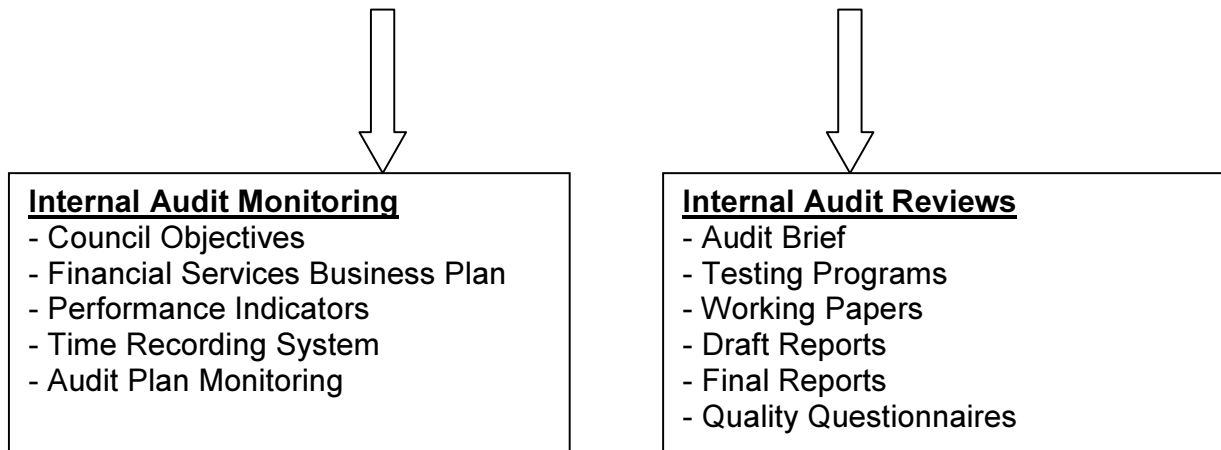 Internal Audit Monitoring
- Council Objectives
- Financial Services Business Plan
- Performance Indicators
- Time Recording System
- Audit Plan Monitoring
Internal Audit Reviews
- Audit Brief
- Testing Programs
- Working Papers
- Draft Reports
- Final Reports
- Quality Questionnaires